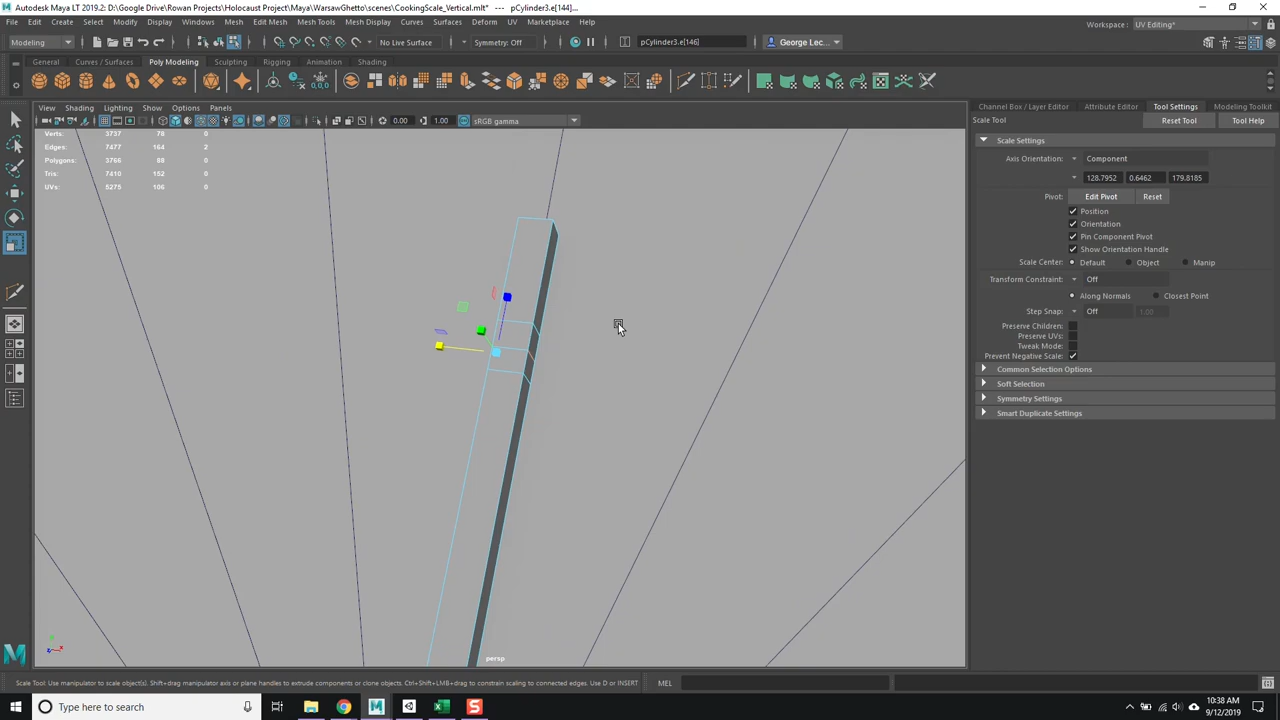 Autodesk Maya LT 2019.2: d:\Google Drive\Rowan Projects\Holocaust Project\Maya\WarsawGhetto\scenes\CookingScale_Vertical.mlt*   ---   pCylinder3.e[144]...
File Edit Create Select Modify Display Windows Mesh Edit Mesh Mesh Tools Mesh Display Curves Surfaces Deform UV Marketplace Help
Workspace : UV Editing*
Modeling No Live Surface Symmetry: Off pCylinder3.e[146] George Lec...
General Curves / Surfaces Poly Modeling Sculpting Rigging Animation Shading
View Shading Lighting Show Options Panels
0.00 1.00 sRGB gamma
Verts: 3737 78 0
Edges: 7477 164 2
Polygons: 3766 88 0
Tris: 7410 152 0
UVs: 5275 106 0
persp
Channel Box / Layer Editor Attribute Editor Tool Settings Modeling Toolkit
Scale Tool Reset Tool Tool Help
Scale Settings
Axis Orientation: Component
128.7952 0.6462 179.8185
Pivot: Edit Pivot Reset
Position
Orientation
Pin Component Pivot
Show Orientation Handle
Scale Center: Default Object Manip
Transform Constraint: Off
Along Normals Closest Point
Step Snap: Off 1.00
Preserve Children:
Preserve UVs:
Tweak Mode:
Prevent Negative Scale:
Common Selection Options
Soft Selection
Symmetry Settings
Smart Duplicate Settings
Scale Tool: Use manipulator to scale object(s). Shift+drag manipulator axis or plane handles to extrude components or clone objects. Ctrl+Shift+LMB+drag to constrain scaling to connected edges. Use D or INSERT
MEL
Type here to search
10:38 AM
9/12/2019